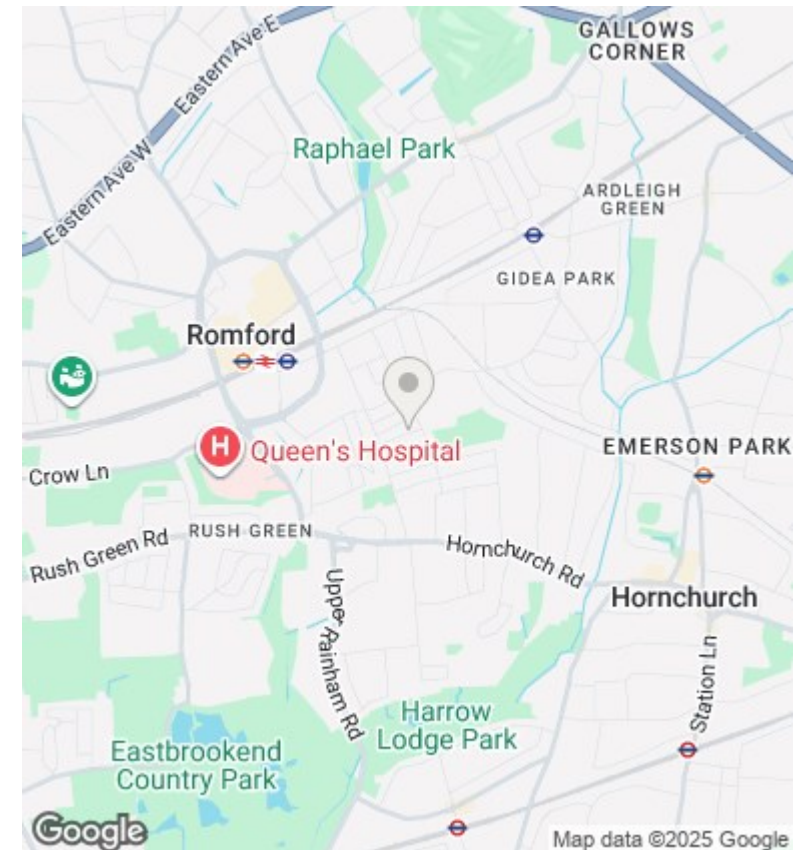 GALLOWS
CORNER
Eastern Ave E
Raphael Park
Eastern Ave W
ARDLEIGH
GREEN
GIDEA PARK
Romford
H
Queen's Hospital
EMERSON PARK
Crow Ln
RUSH GREEN
Rush Green Rd
Hornchurch Rd
Upper Rainham Rd
Hornchurch
Station Ln
Harrow
Lodge Park
Eastbrookend
Country Park
Google
Map data ©2025 Google